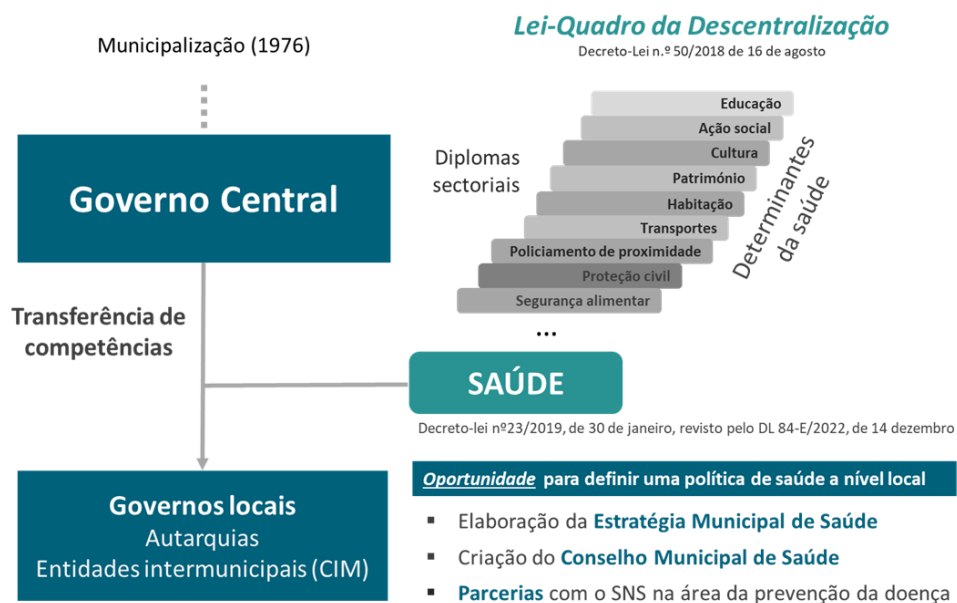 Municipalização (1976)
Governo Central
Transferência de
competências
Governos locais
Autarquias
Entidades intermunicipais (CIM)
Lei-Quadro da Descentralização
Decreto-Lei n.º 50/2018 de 16 de agosto
Diplomas
sectoriais
Educação
Ação social
Cultura
Património
Habitação
Transportes
Policiamento de proximidade
Proteção civil
Segurança alimentar
...
Determinantes
da saúde
SAÚDE
Decreto-lei nº23/2019, de 30 de janeiro, revisto pelo DL 84-E/2022, de 14 dezembro
Oportunidade para definir uma política de saúde a nível local
▪ Elaboração da Estratégia Municipal de Saúde
▪ Criação do Conselho Municipal de Saúde
▪ Parcerias com o SNS na área da prevenção da doença